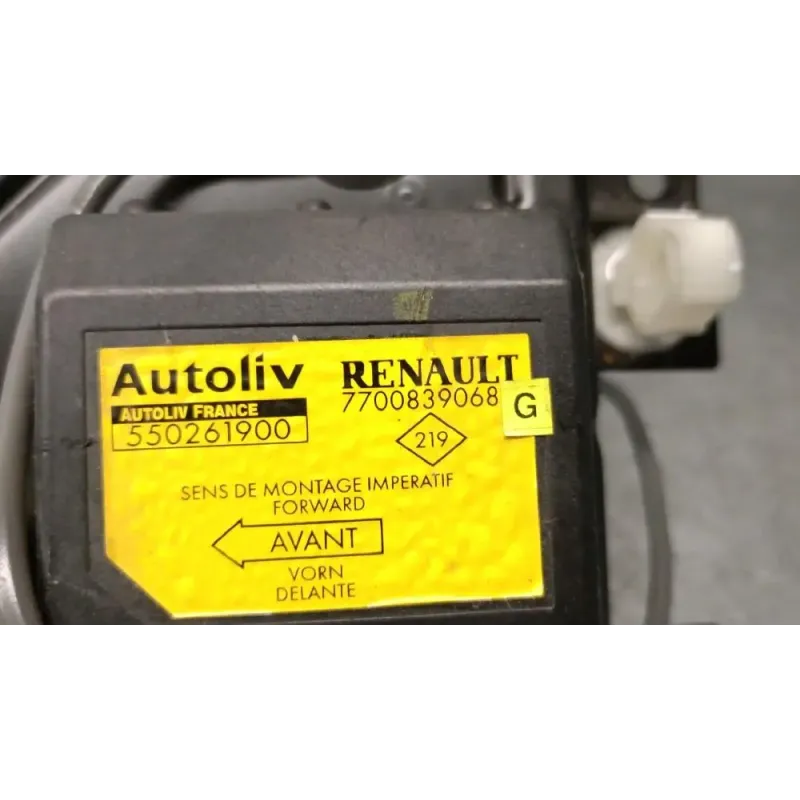 Autoliv RENAULT
AUTOLIV FRANCE 7700839068 G
550261900 219
SENS DE MONTAGE IMPERATIF
FORWARD
AVANT
VORN
DELANTE